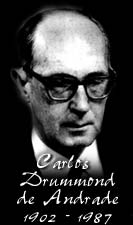 Carlos
Drummond
de Andrade
1902 - 1987